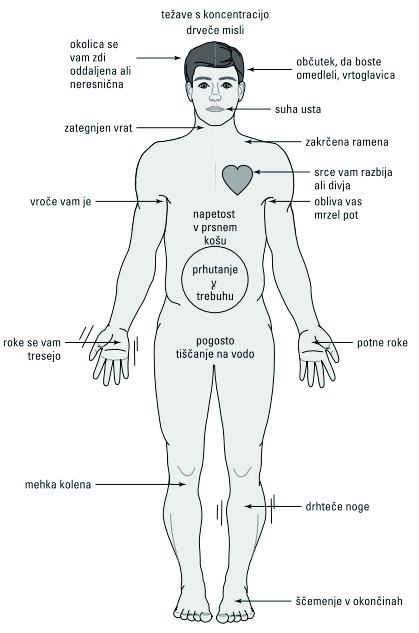 težave s koncentracijo
drveče misli
okolica se
vam zdi
oddaljena ali
neresnična
občutek, da boste
omedleli, vrtoglavica
suha usta
zategnjen vrat
zakrčena ramena
srce vam razbija
ali divja
vroče vam je
obliva vas
mrzel pot
napetost
v prsnem
košu
prhutanje
v
trebuhu
roke se vam
tresejo
pogosto
tiščanje na vodo
potne roke
mehka kolena
drhteče noge
ščemenje v okončinah